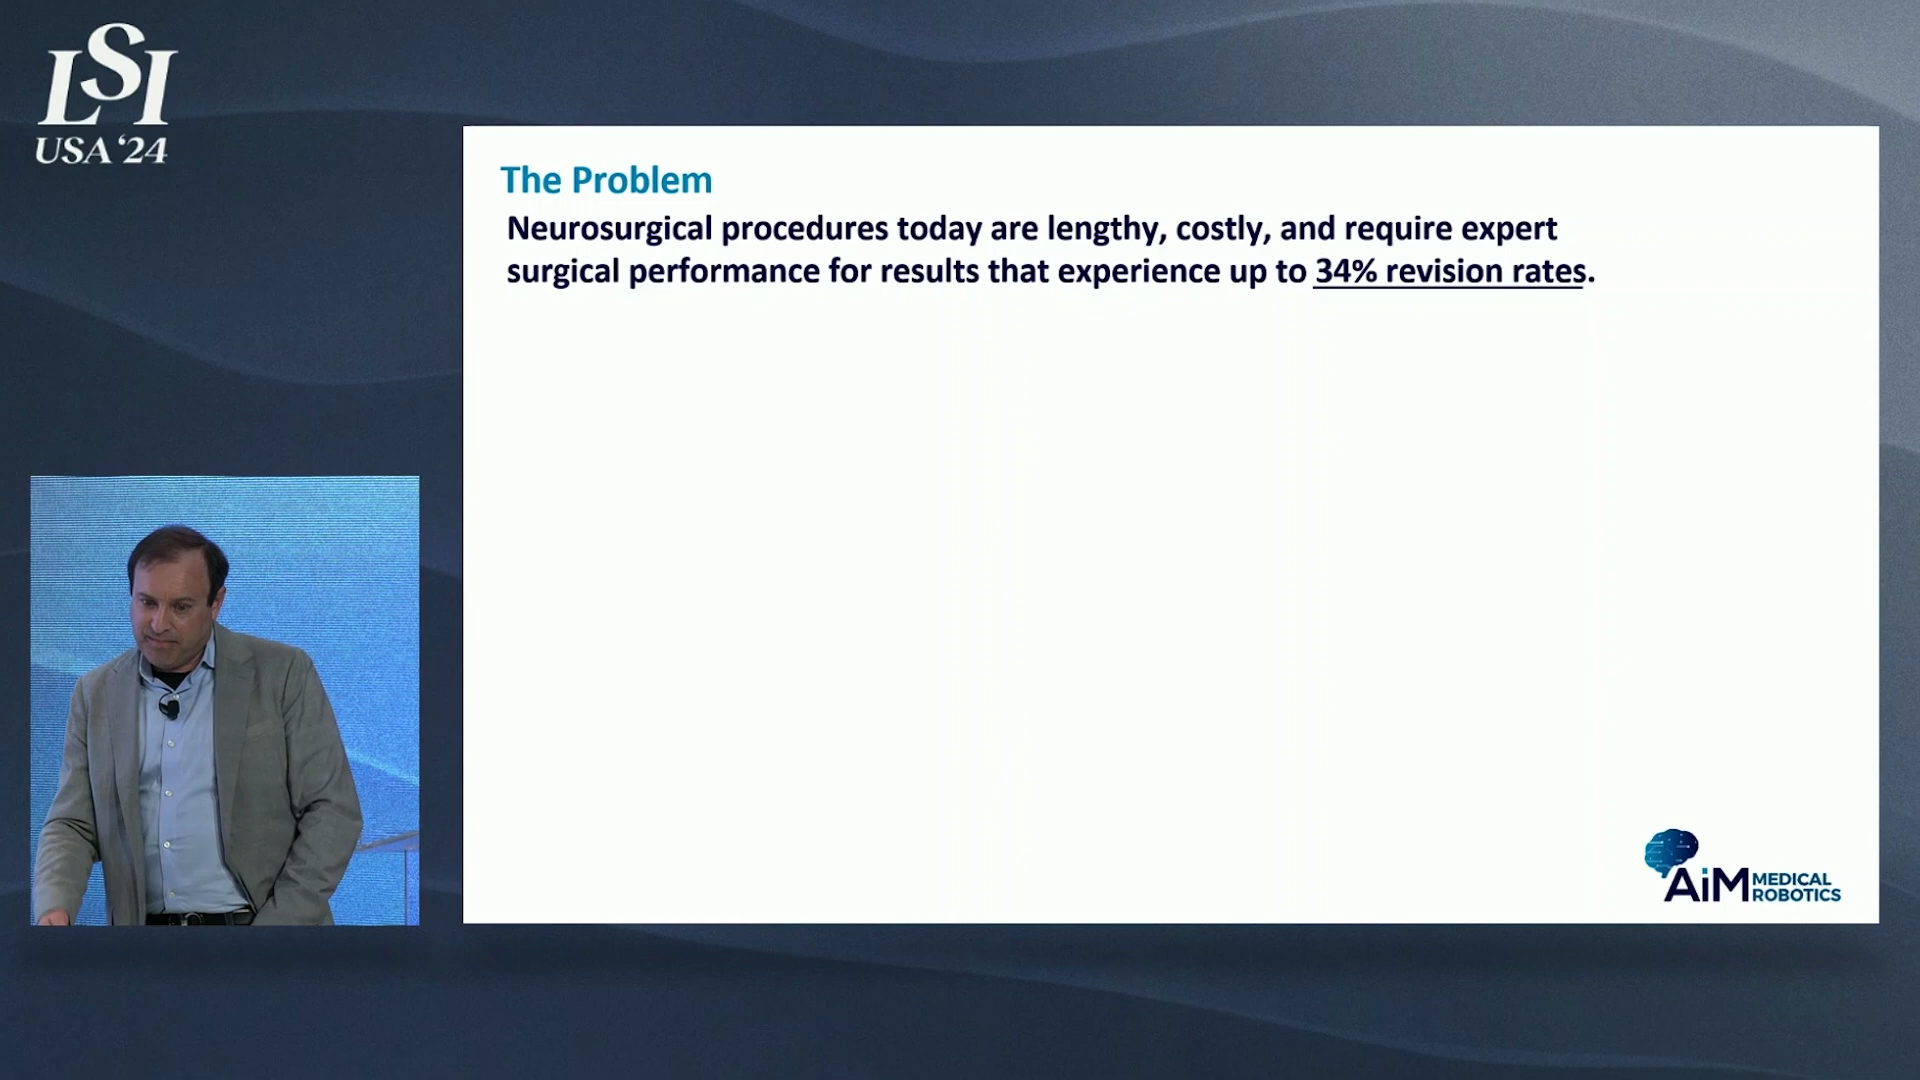 LSI
USA ‘24
The Problem
Neurosurgical procedures today are lengthy, costly, and require expert
surgical performance for results that experience up to 34% revision rates.
AiM MEDICAL
ROBOTICS